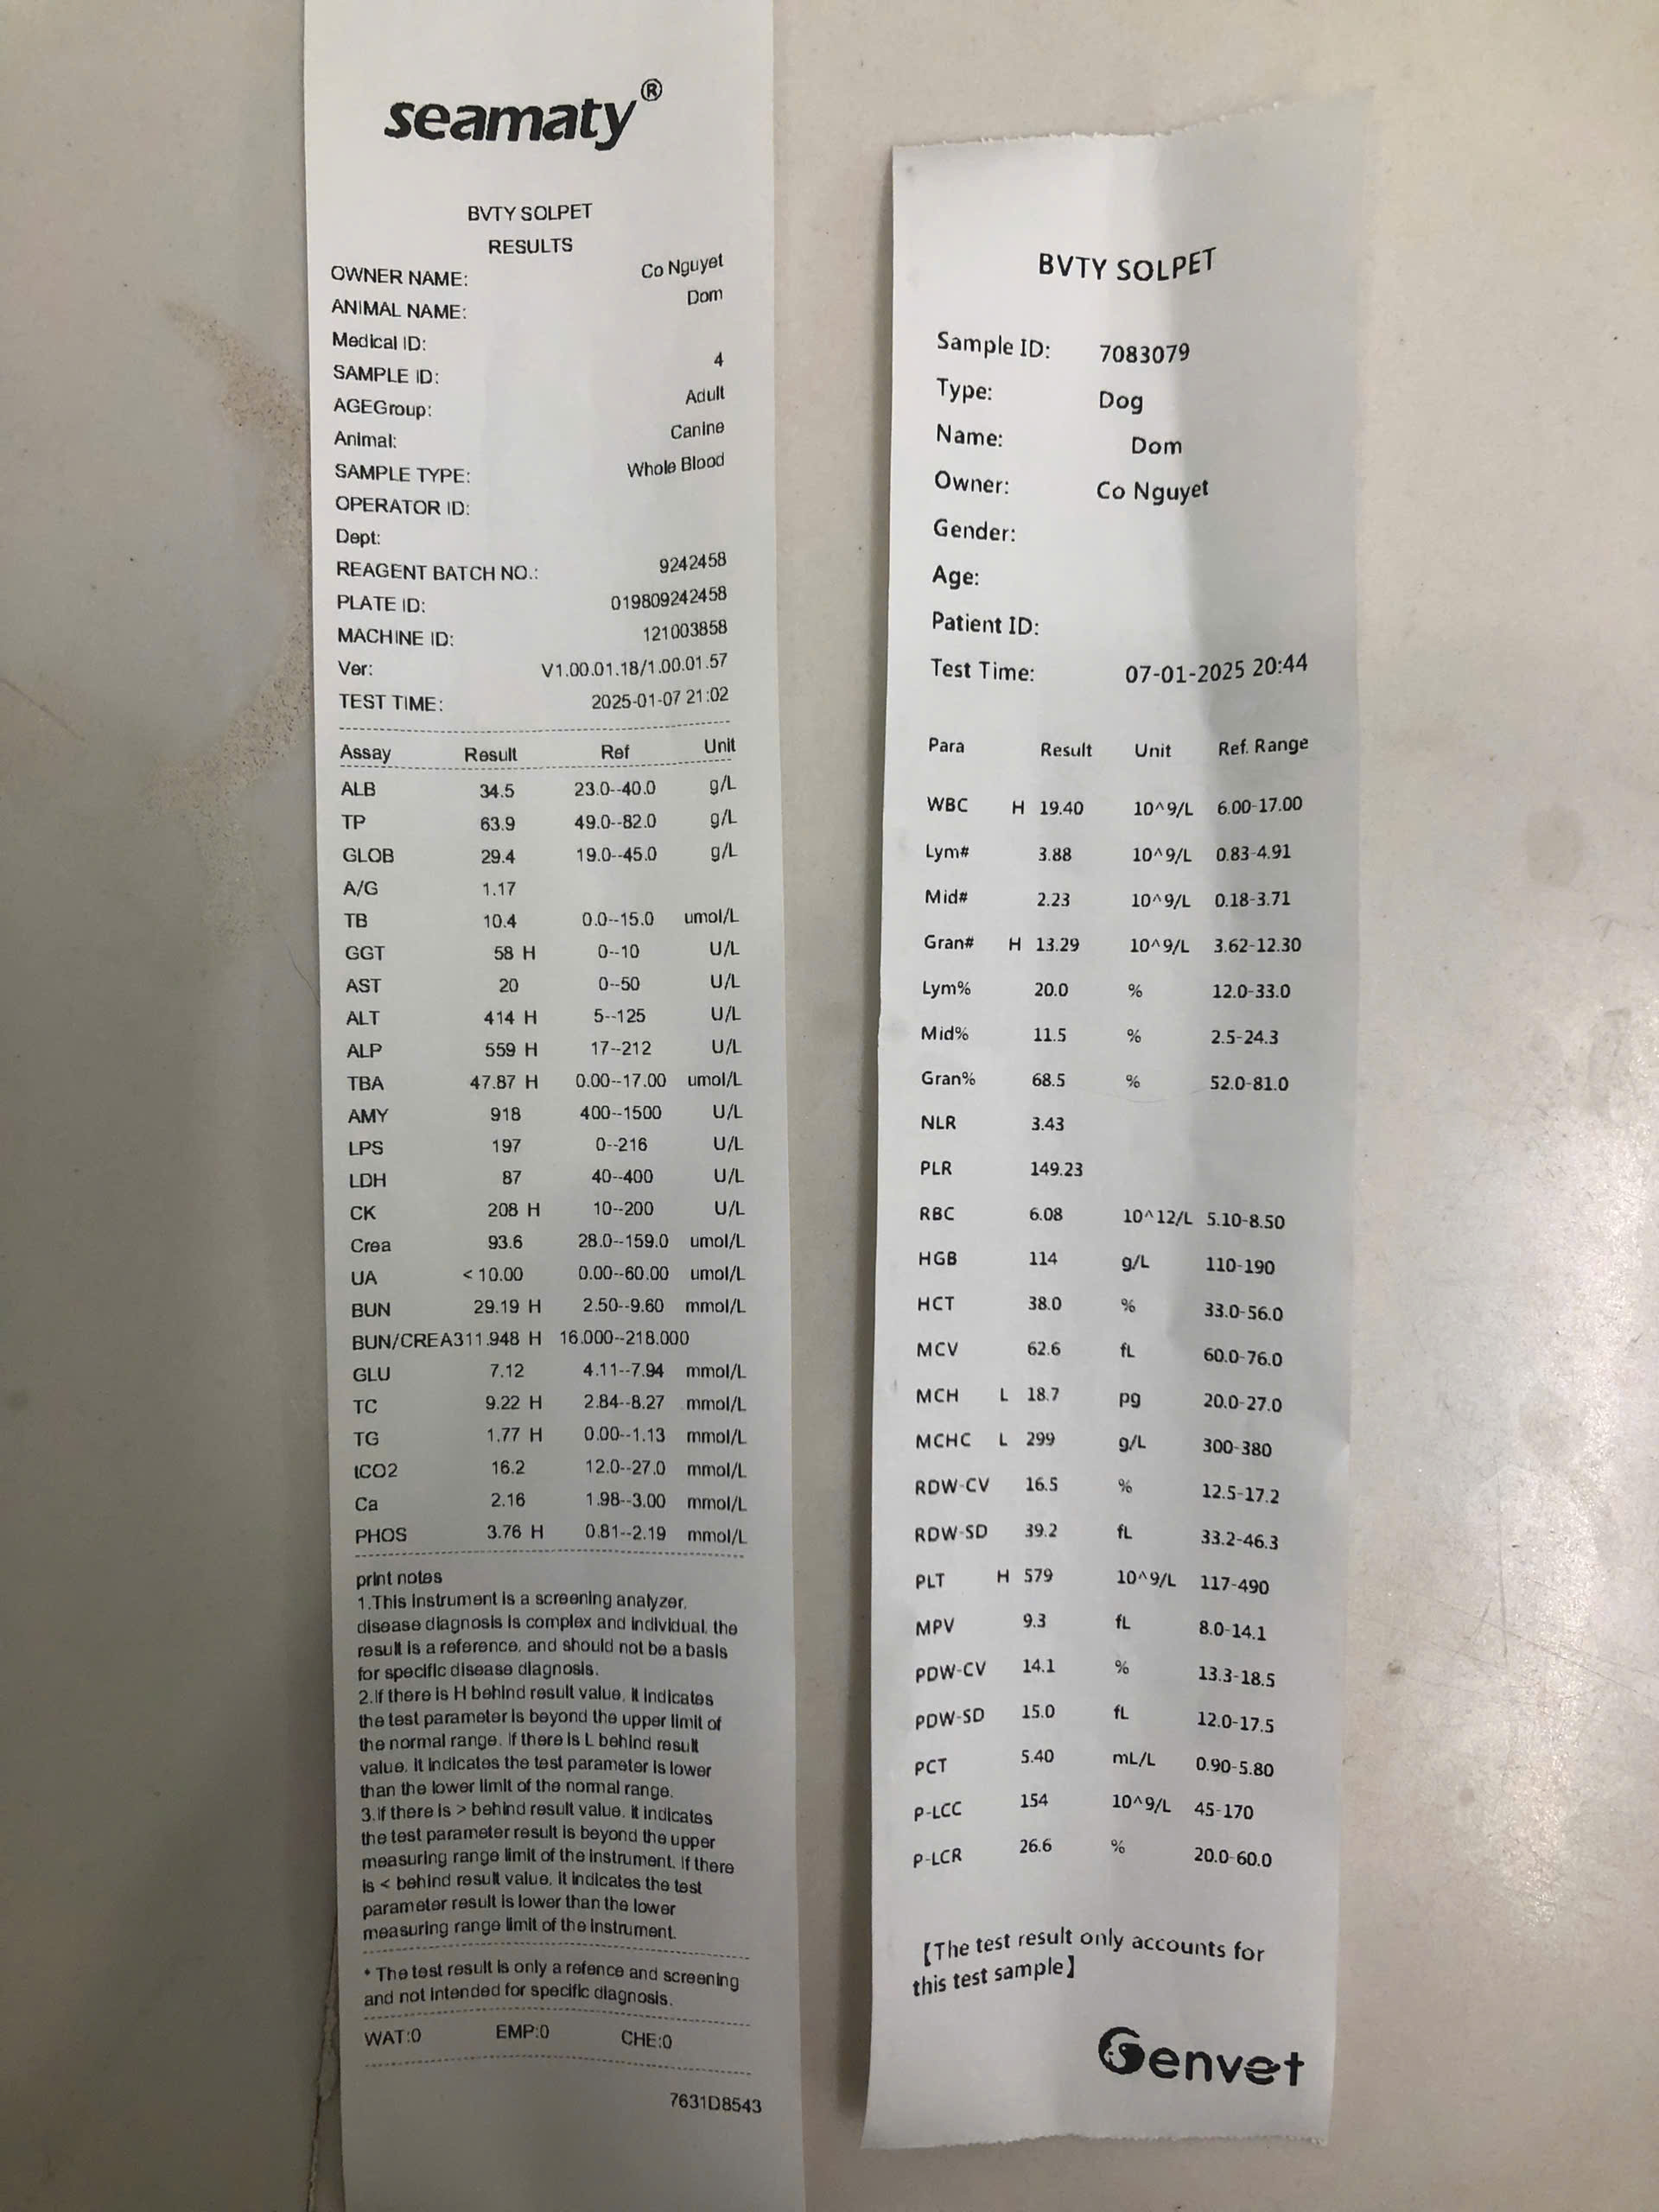 seamaty®
BVTY SOLPET
RESULTS
OWNER NAME: Co Nguyet
ANIMAL NAME: Dom
Medical ID:
SAMPLE ID: 4
AGEGroup: Adult
Animal: Canine
SAMPLE TYPE: Whole Blood
OPERATOR ID:
Dept:
REAGENT BATCH NO.: 9242458
PLATE ID: 019809242458
MACHINE ID: 121003858
Ver: V1.00.01.18/1.00.01.57
TEST TIME: 2025-01-07 21:02
Assay Result Ref Unit
ALB 34.5 23.0--40.0 g/L
TP 63.9 49.0--82.0 g/L
GLOB 29.4 19.0--45.0 g/L
A/G 1.17
TB 10.4 0.0--15.0 umol/L
GGT 58 H 0--10 U/L
AST 20 0--50 U/L
ALT 414 H 5--125 U/L
ALP 559 H 17--212 U/L
TBA 47.87 H 0.00--17.00 umol/L
AMY 918 400--1500 U/L
LPS 197 0--216 U/L
LDH 87 40--400 U/L
CK 208 H 10--200 U/L
Crea 93.6 28.0--159.0 umol/L
UA < 10.00 0.00--60.00 umol/L
BUN 29.19 H 2.50--9.60 mmol/L
BUN/CREA311.948 H 16.000--218.000
GLU 7.12 4.11--7.94 mmol/L
TC 9.22 H 2.84--8.27 mmol/L
TG 1.77 H 0.00--1.13 mmol/L
tCO2 16.2 12.0--27.0 mmol/L
Ca 2.16 1.98--3.00 mmol/L
PHOS 3.76 H 0.81--2.19 mmol/L
print notes
1.This instrument is a screening analyzer,
disease diagnosis is complex and individual, the
result is a reference, and should not be a basis
for specific disease diagnosis.
2.If there is H behind result value, it indicates
the test parameter is beyond the upper limit of
the normal range. If there is L behind result
value, it indicates the test parameter is lower
than the lower limit of the normal range.
3.If there is > behind result value, it indicates
the test parameter result is beyond the upper
measuring range limit of the instrument. If there
is < behind result value, it indicates the test
parameter result is lower than the lower
measuring range limit of the instrument.
* The test result is only a refence and screening
and not intended for specific diagnosis.
WAT:0 EMP:0 CHE:0
7631D8543
BVTY SOLPET
Sample ID: 7083079
Type: Dog
Name: Dom
Owner: Co Nguyet
Gender:
Age:
Patient ID:
Test Time: 07-01-2025 20:44
Para Result Unit Ref. Range
WBC H 19.40 10^9/L 6.00-17.00
Lym# 3.88 10^9/L 0.83-4.91
Mid# 2.23 10^9/L 0.18-3.71
Gran# H 13.29 10^9/L 3.62-12.30
Lym% 20.0 % 12.0-33.0
Mid% 11.5 % 2.5-24.3
Gran% 68.5 % 52.0-81.0
NLR 3.43
PLR 149.23
RBC 6.08 10^12/L 5.10-8.50
HGB 114 g/L 110-190
HCT 38.0 % 33.0-56.0
MCV 62.6 fL 60.0-76.0
MCH L 18.7 pg 20.0-27.0
MCHC L 299 g/L 300-380
RDW-CV 16.5 % 12.5-17.2
RDW-SD 39.2 fL 33.2-46.3
PLT H 579 10^9/L 117-490
MPV 9.3 fL 8.0-14.1
PDW-CV 14.1 % 13.3-18.5
PDW-SD 15.0 fL 12.0-17.5
PCT 5.40 mL/L 0.90-5.80
P-LCC 154 10^9/L 45-170
P-LCR 26.6 % 20.0-60.0
【The test result only accounts for
this test sample】
Genvet